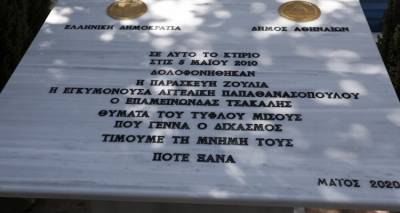 ΕΛΛΗΝΙΚΗ ΔΗΜΟΚΡΑΤΙΑ ΔΗΜΟΣ ΑΘΗΝΑΙΩΝ
ΣΕ ΑΥΤΟ ΤΟ ΚΤΙΡΙΟ
ΣΤΙΣ 5 ΜΑΙΟΥ 2010
ΔΟΛΟΦΟΝΗΘΗΚΑΝ
Η ΠΑΡΑΣΚΕΥΗ ΖΟΥΛΙΑ
Η ΕΓΚΥΜΟΝΟΥΣΑ ΑΓΓΕΛΙΚΗ ΠΑΠΑΘΑΝΑΣΟΠΟΥΛΟΥ
Ο ΕΠΑΜΕΙΝΩΝΔΑΣ ΤΣΑΚΑΛΗΣ
ΘΥΜΑΤΑ ΤΟΥ ΤΥΦΛΟΥ ΜΙΣΟΥΣ
ΠΟΥ ΓΕΝΝΑ Ο ΔΙΧΑΣΜΟΣ
ΤΙΜΟΥΜΕ ΤΗ ΜΝΗΜΗ ΤΟΥΣ
ΠΟΤΕ ΞΑΝΑ
ΜΑΪΟΣ 2020